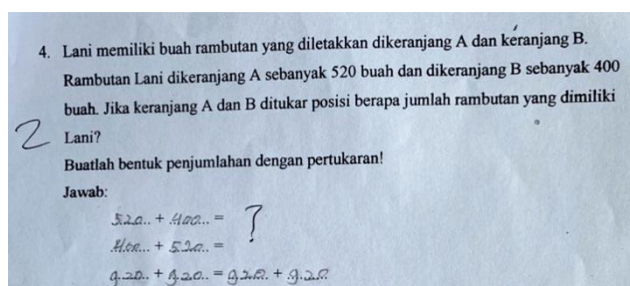 4. Lani memiliki buah rambutan yang diletakkan dikeranjang A dan keranjang B.
Rambutan Lani dikeranjang A sebanyak 520 buah dan dikeranjang B sebanyak 400
buah. Jika keranjang A dan B ditukar posisi berapa jumlah rambutan yang dimiliki
2 Lani?
Buatlah bentuk penjumlahan dengan pertukaran!
Jawab:
520.. + .400.. = ?
.400... + 520.. =
920.. + 920.. = 920. + .920